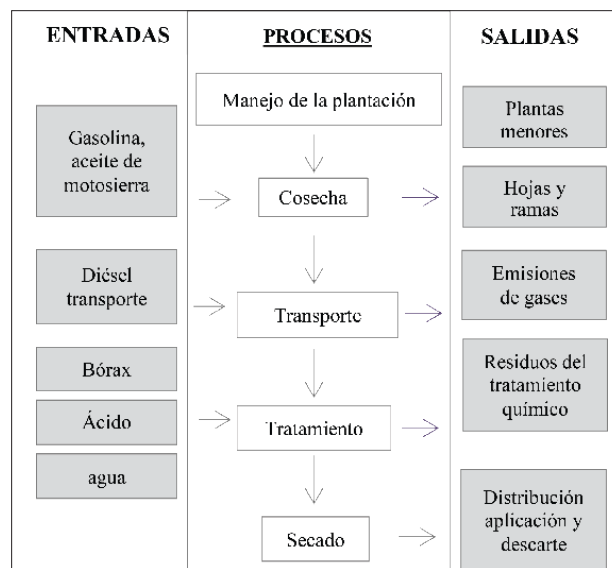 ENTRADAS
PROCESOS
SALIDAS
Gasolina,
aceite de
motosierra
Diésel
transporte
Bórax
Ácido
agua
Manejo de la plantación
Cosecha
Transporte
Tratamiento
Secado
Plantas
menores
Hojas y
ramas
Emisiones
de gases
Residuos del
tratamiento
químico
Distribución
aplicación y
descarte